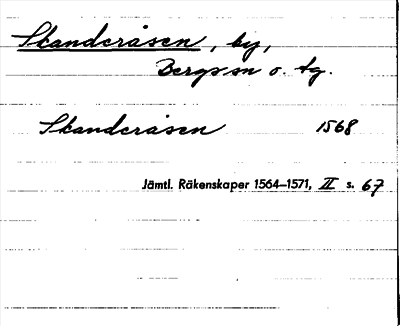 Skanderåsen, by,
Bergs sn o. tg.
Skanderåsen 1568
Jämtl. Räkenskaper 1564–1571, II s. 67